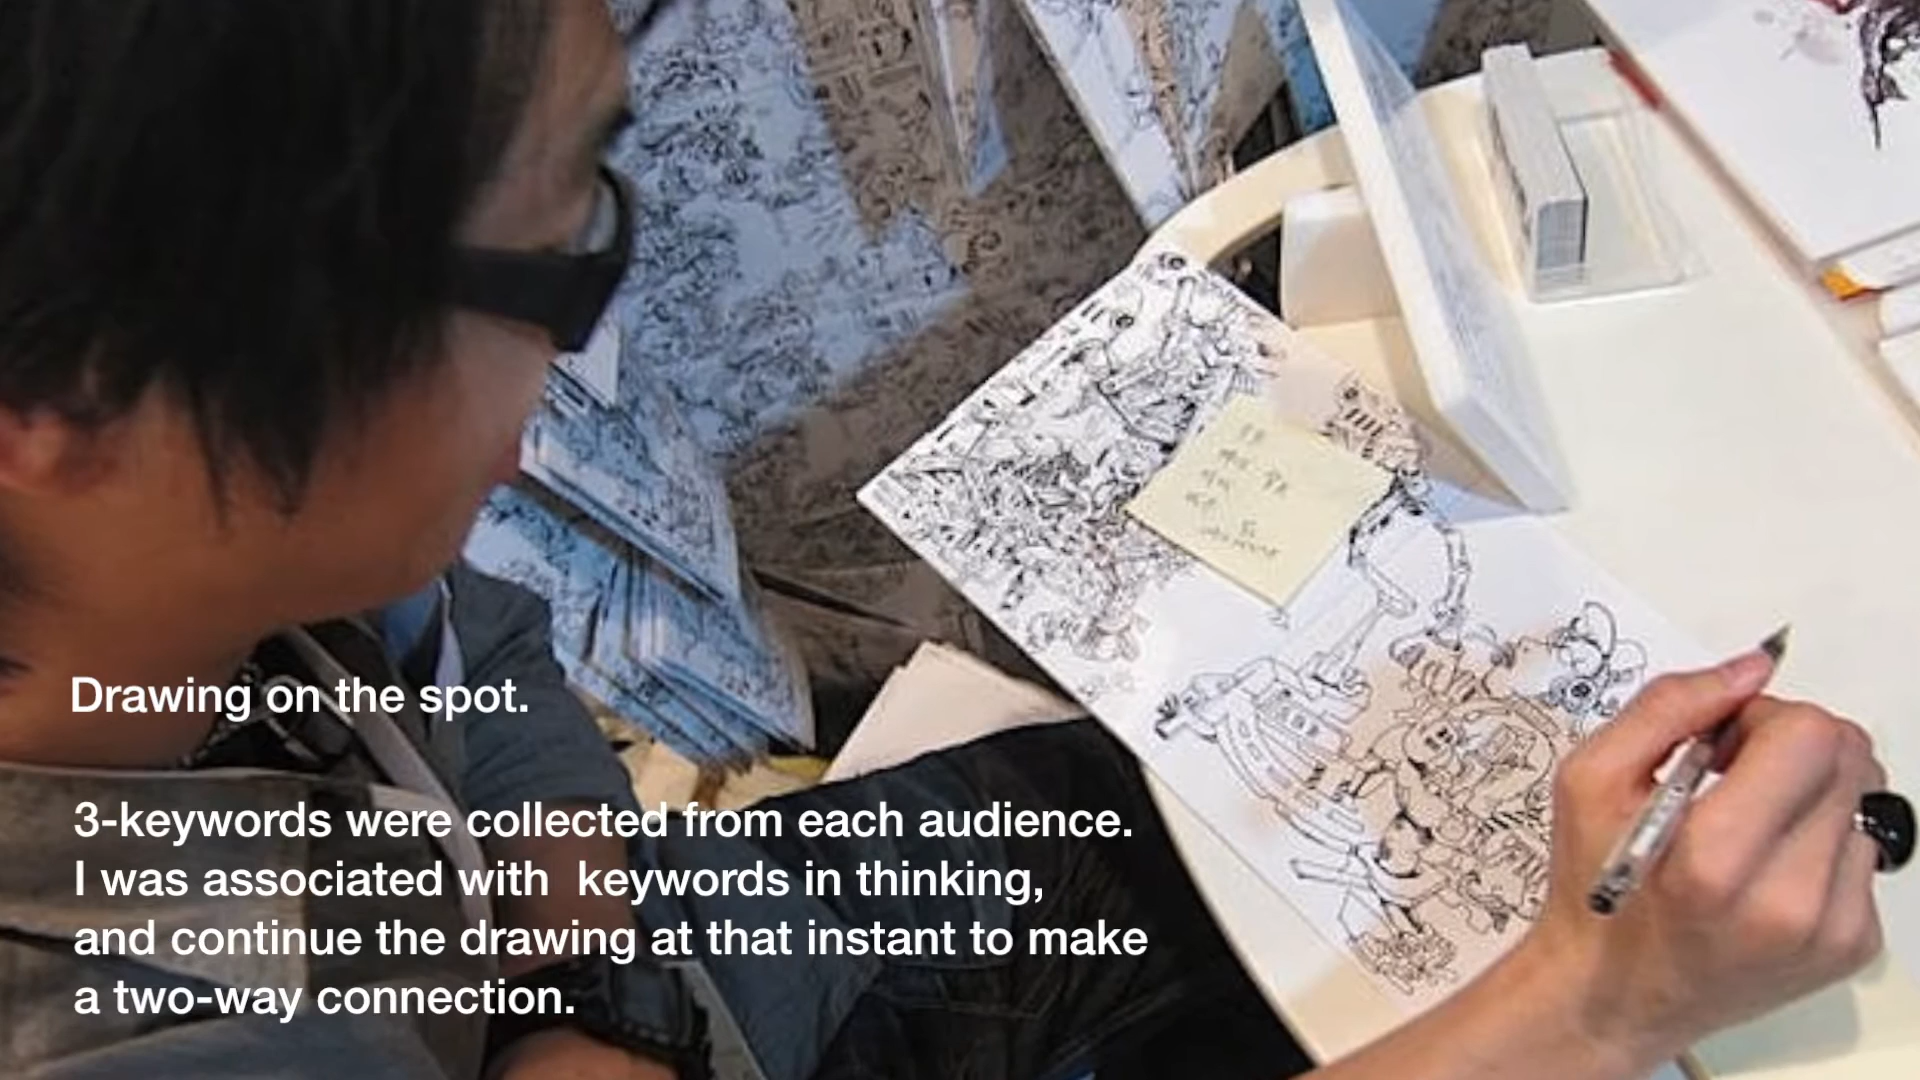 Drawing on the spot.
3-keywords were collected from each audience.
I was associated with  keywords in thinking,
and continue the drawing at that instant to make
a two-way connection.